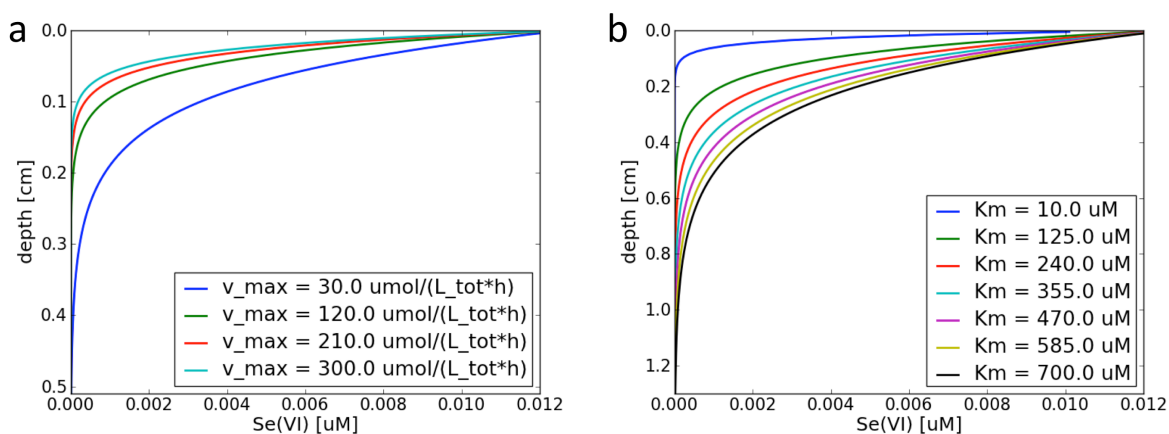 a
0.0
0.1
0.2
0.3
0.4
0.5
depth [cm]
v_max = 30.0 umol/(L_tot*h)
v_max = 120.0 umol/(L_tot*h)
v_max = 210.0 umol/(L_tot*h)
v_max = 300.0 umol/(L_tot*h)
0.000 0.002 0.004 0.006 0.008 0.010 0.012
Se(VI) [uM]
b
0.0
0.2
0.4
0.6
0.8
1.0
1.2
depth [cm]
Km = 10.0 uM
Km = 125.0 uM
Km = 240.0 uM
Km = 355.0 uM
Km = 470.0 uM
Km = 585.0 uM
Km = 700.0 uM
0.000 0.002 0.004 0.006 0.008 0.010 0.012
Se(VI) [uM]